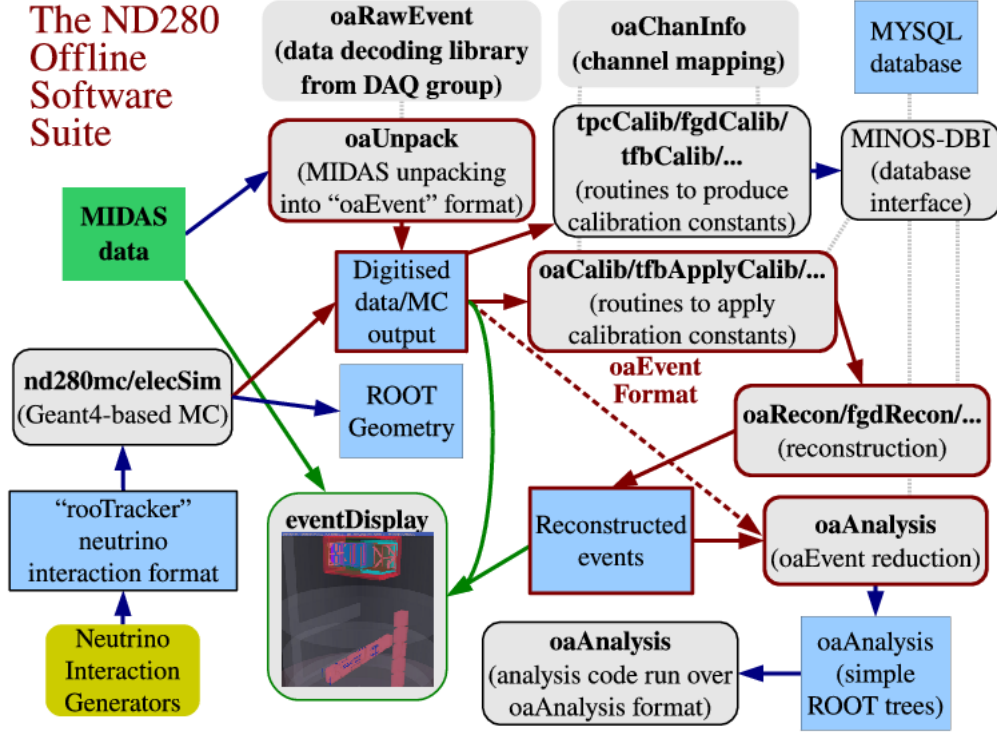 The ND280
Offline
Software
Suite
oaRawEvent
(data decoding library
from DAQ group)
oaChanInfo
(channel mapping)
MYSQL
database
oaUnpack
(MIDAS unpacking
into “oaEvent” format)
tpcCalib/fgdCalib/
tfbCalib/...
(routines to produce
calibration constants)
MINOS-DBI
(database
interface)
MIDAS
data
Digitised
data/MC
output
oaCalib/tfbApplyCalib/...
(routines to apply
calibration constants)
oaEvent
Format
nd280mc/elecSim
(Geant4-based MC)
ROOT
Geometry
oaRecon/fgdRecon/...
(reconstruction)
“rooTracker”
neutrino
interaction format
eventDisplay
Reconstructed
events
oaAnalysis
(oaEvent reduction)
Neutrino
Interaction
Generators
oaAnalysis
(analysis code run over
oaAnalysis format)
oaAnalysis
(simple
ROOT trees)